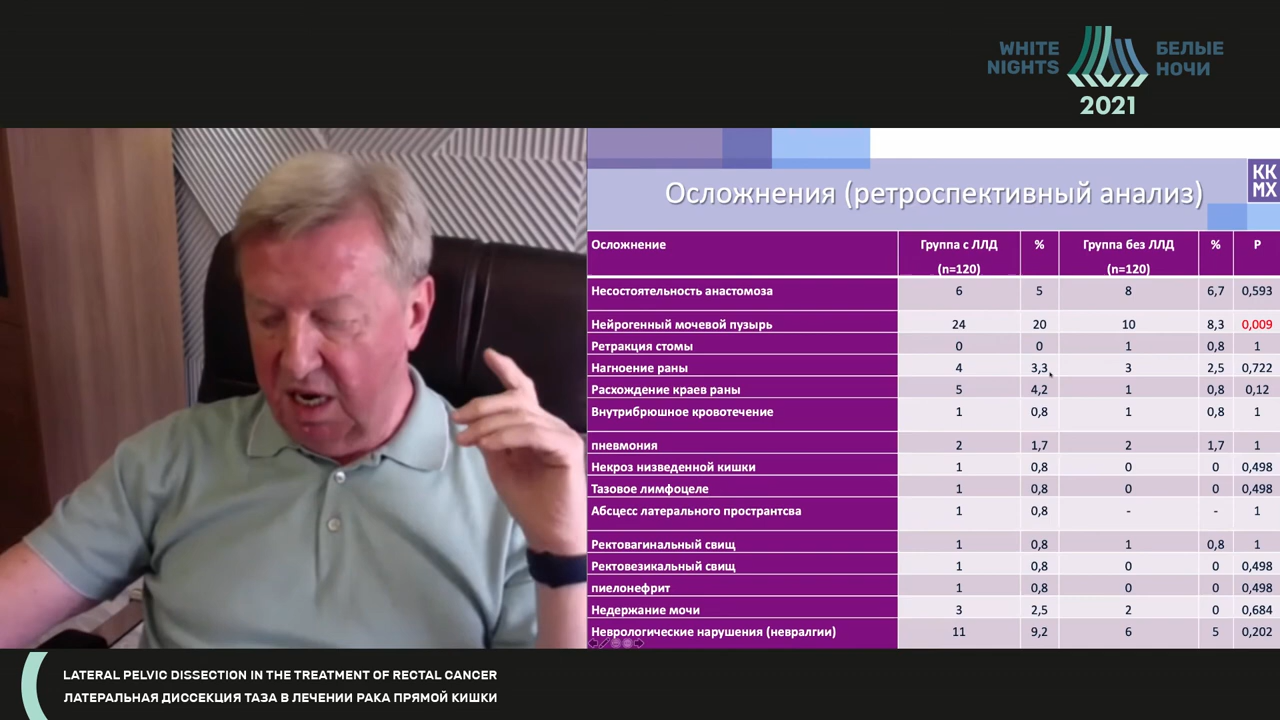 WHITE NIGHTS
БЕЛЫЕ НОЧИ
2021
Осложнения (ретроспективный анализ)
КК МХ
Осложнение Группа с ЛЛД (n=120) % Группа без ЛЛД (n=120) % P
Несостоятельность анастомоза 6 5 8 6,7 0,593
Нейрогенный мочевой пузырь 24 20 10 8,3 0,009
Ретракция стомы 0 0 1 0,8 1
Нагноение раны 4 3,3 3 2,5 0,722
Расхождение краев раны 5 4,2 1 0,8 0,12
Внутрибрюшное кровотечение 1 0,8 1 0,8 1
пневмония 2 1,7 2 1,7 1
Некроз низведенной кишки 1 0,8 0 0 0,498
Тазовое лимфоцеле 1 0,8 0 0 0,498
Абсцесс латерального пространтсва 1 0,8 - - 1
Ректовагинальный свищ 1 0,8 1 0,8 1
Ректовезикальный свищ 1 0,8 0 0 0,498
пиелонефрит 1 0,8 0 0 0,498
Недержание мочи 3 2,5 2 0 0,684
Неврологические нарушения (невралгии) 11 9,2 6 5 0,202
LATERAL PELVIC DISSECTION IN THE TREATMENT OF RECTAL CANCER
ЛАТЕРАЛЬНАЯ ДИССЕКЦИЯ ТАЗА В ЛЕЧЕНИИ РАКА ПРЯМОЙ КИШКИ